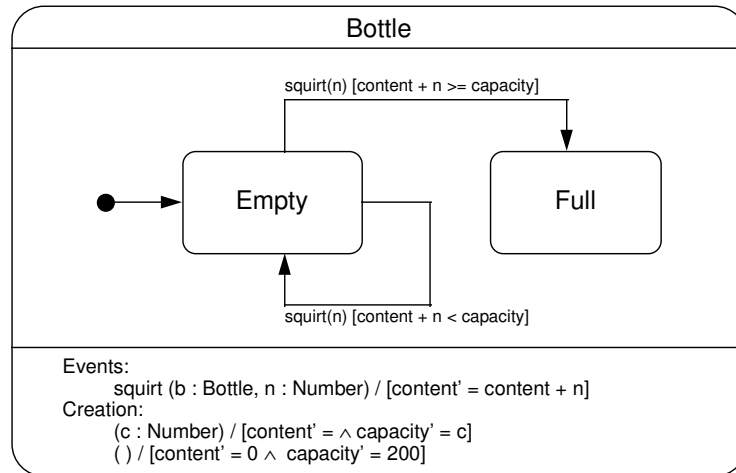 Bottle
squirt(n) [content + n >= capacity]
Empty
Full
squirt(n) [content + n < capacity]
Events:
squirt (b : Bottle, n : Number) / [content' = content + n]
Creation:
(c : Number) / [content' = ∧ capacity' = c]
( ) / [content' = 0 ∧ capacity' = 200]